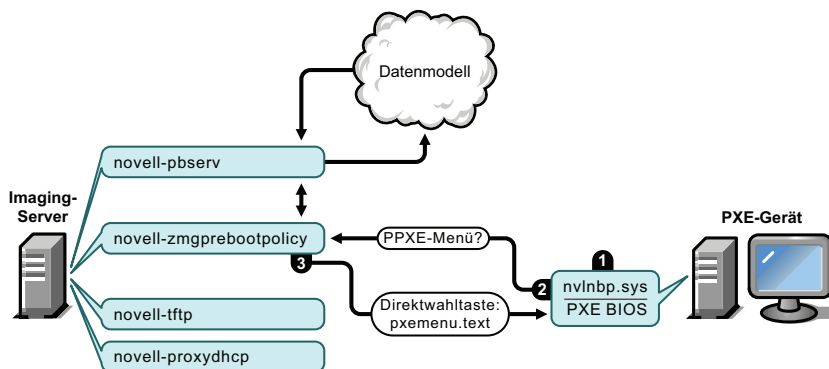 Datenmodell
novell-pbserv
Imaging-
Server
novell-zmgprebootpolicy
PPXE-Menü?
PXE-Gerät
1
2
3
nvlnbp.sys
PXE BIOS
Direktwahltaste:
pxemenu.text
novell-tftp
novell-proxydhcp